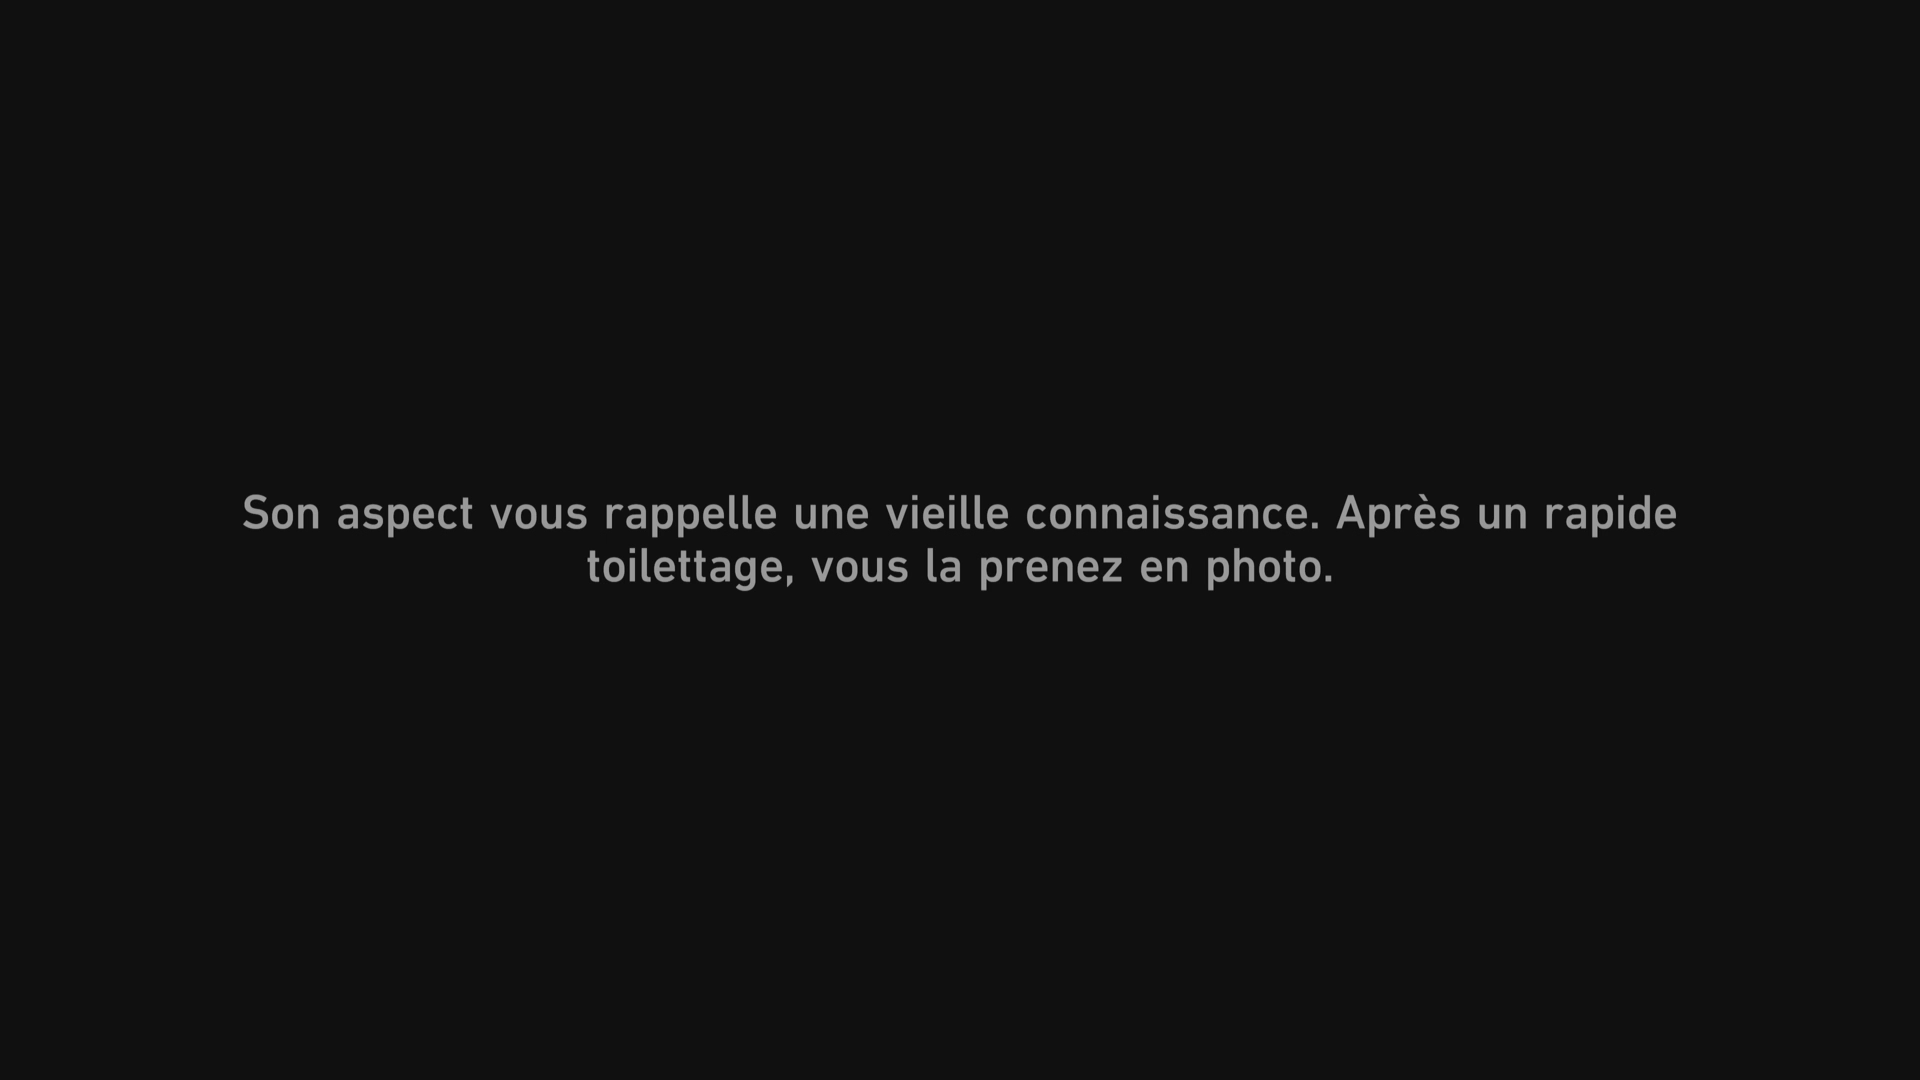 Son aspect vous rappelle une vieille connaissance. Après un rapide
toilettage, vous la prenez en photo.